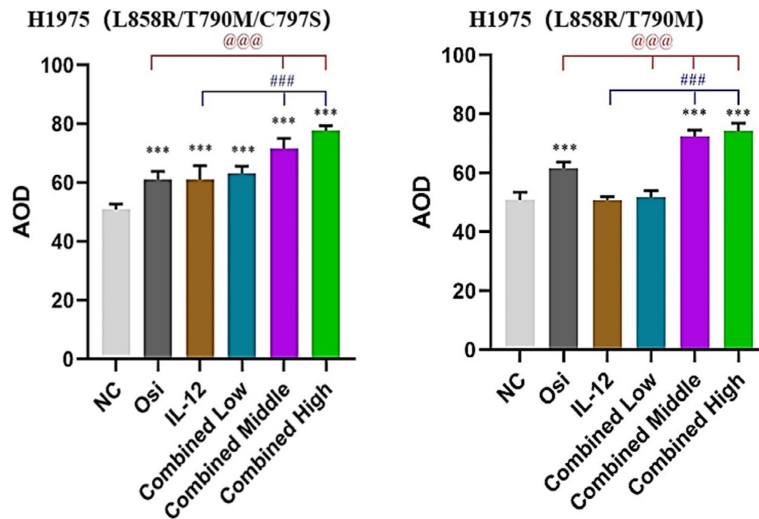 H1975 (L858R/T790M/C797S)
@@@
###
*** *** *** *** ***
100
80
60
40
20
0
AOD
NC
Osi
IL-12
Combined Low
Combined Middle
Combined High
H1975 (L858R/T790M)
@@@
###
*** *** ***
100
80
60
40
20
0
AOD
NC
Osi
IL-12
Combined Low
Combined Middle
Combined High